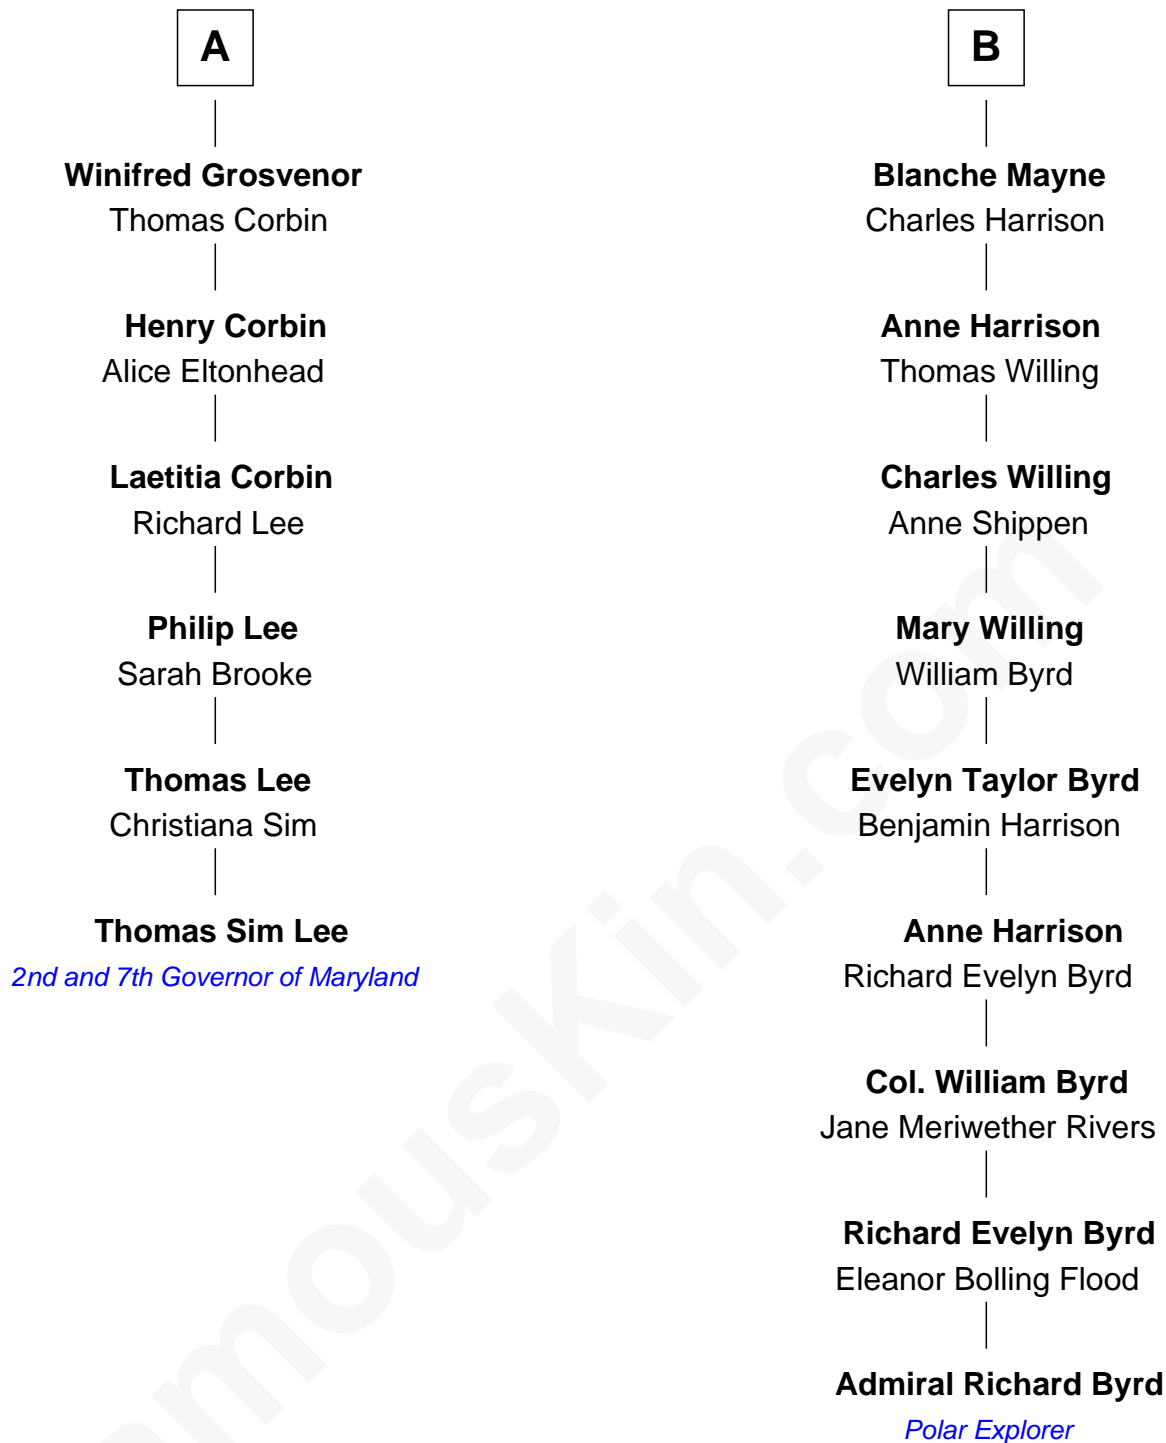 A
Winifred Grosvenor
Thomas Corbin
Henry Corbin
Alice Eltonhead
Laetitia Corbin
Richard Lee
Philip Lee
Sarah Brooke
Thomas Lee
Christiana Sim
Thomas Sim Lee
2nd and 7th Governor of Maryland
B
Blanche Mayne
Charles Harrison
Anne Harrison
Thomas Willing
Charles Willing
Anne Shippen
Mary Willing
William Byrd
Evelyn Taylor Byrd
Benjamin Harrison
Anne Harrison
Richard Evelyn Byrd
Col. William Byrd
Jane Meriwether Rivers
Richard Evelyn Byrd
Eleanor Bolling Flood
Admiral Richard Byrd
Polar Explorer
amousKin.com